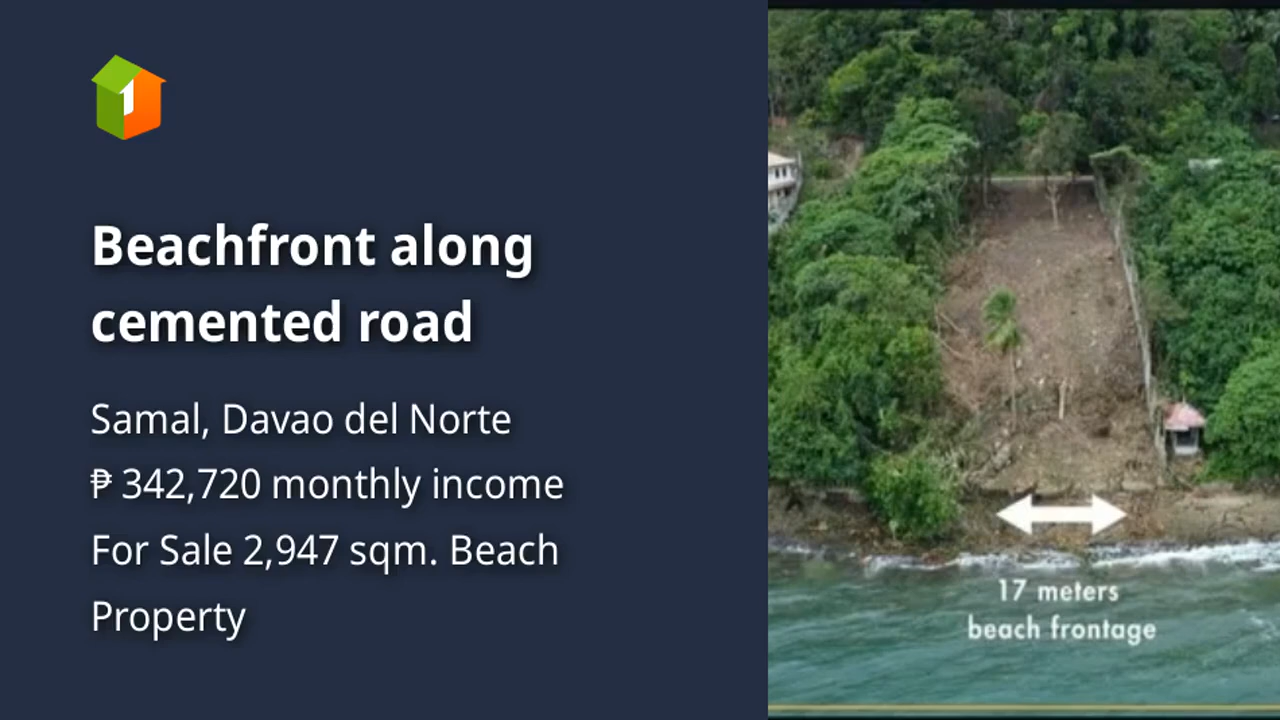 Beachfront along
cemented road
Samal, Davao del Norte
₱ 342,720 monthly income
For Sale 2,947 sqm. Beach
Property
17 meters
beach frontage